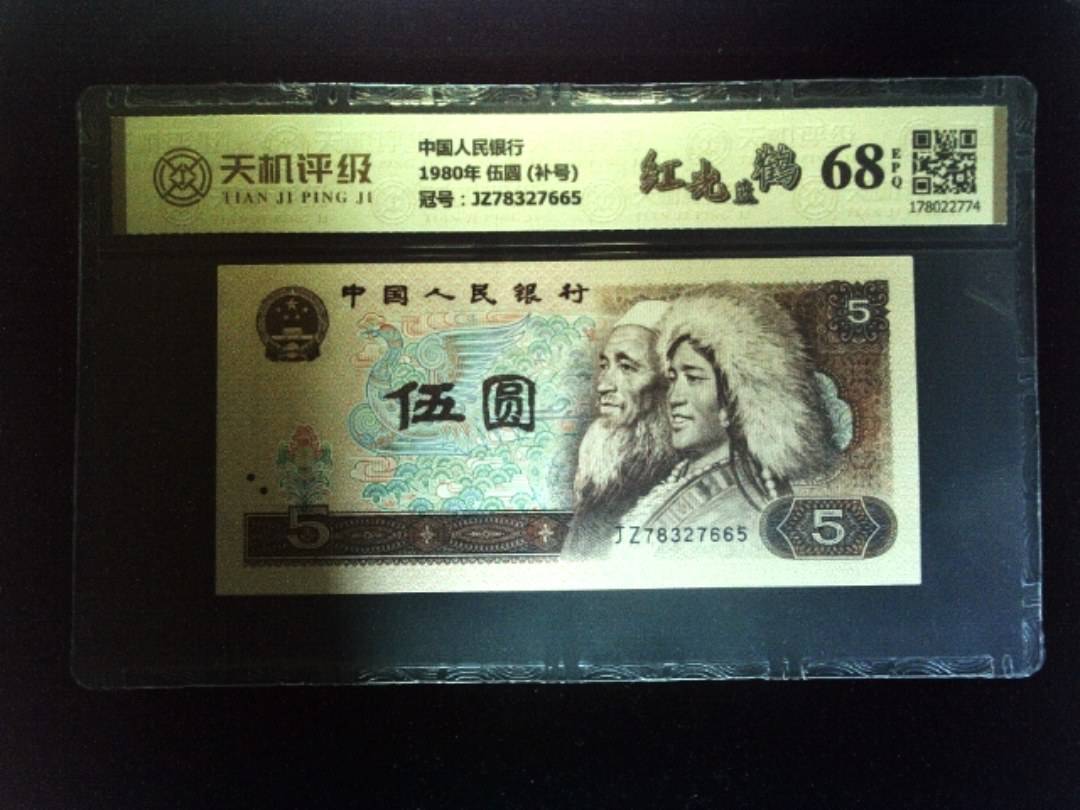 天机评级
TIAN JI PING JI
中国人民银行
1980年 伍圆 (补号)
冠号：JZ78327665
红光蓝鹤
68
EPQ
178022774
中国人民银行
5
伍圆
5
JZ78327665
5